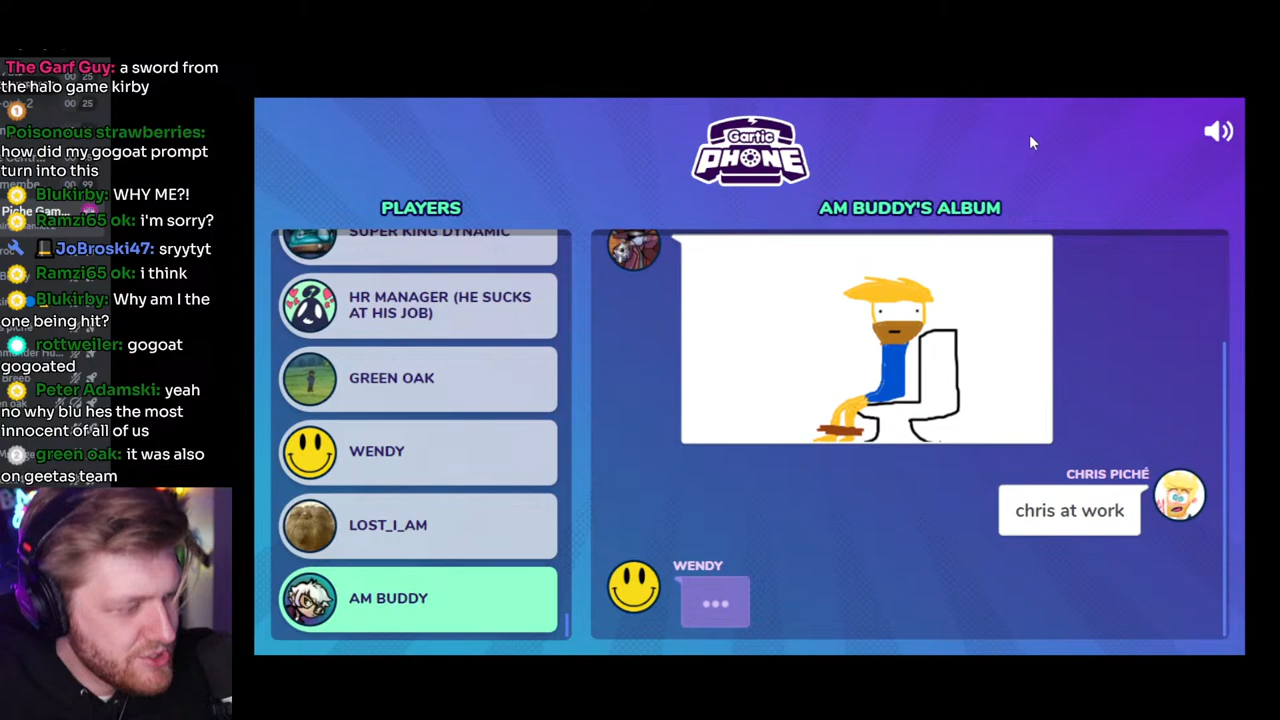 The Garf Guy: a sword from
the halo game kirby
Poisonous strawberries:
how did my gogoat prompt
turn into this
Blukirby: WHY ME?!
Ramzi65 ok: i'm sorry?
JoBroski47: sryytyt
Ramzi65 ok: i think
Blukirby: Why am I the
one being hit?
rottweiler: gogoat
gogoated
Peter Adamski: yeah
no why blu hes the most
innocent of all of us
green oak: it was also
on geetas team
Gartic
PHONE
PLAYERS
SUPER KING DYNAMIC
HR MANAGER (HE SUCKS
AT HIS JOB)
GREEN OAK
WENDY
LOST_I_AM
AM BUDDY
AM BUDDY'S ALBUM
CHRIS PICHÉ
chris at work
WENDY
...